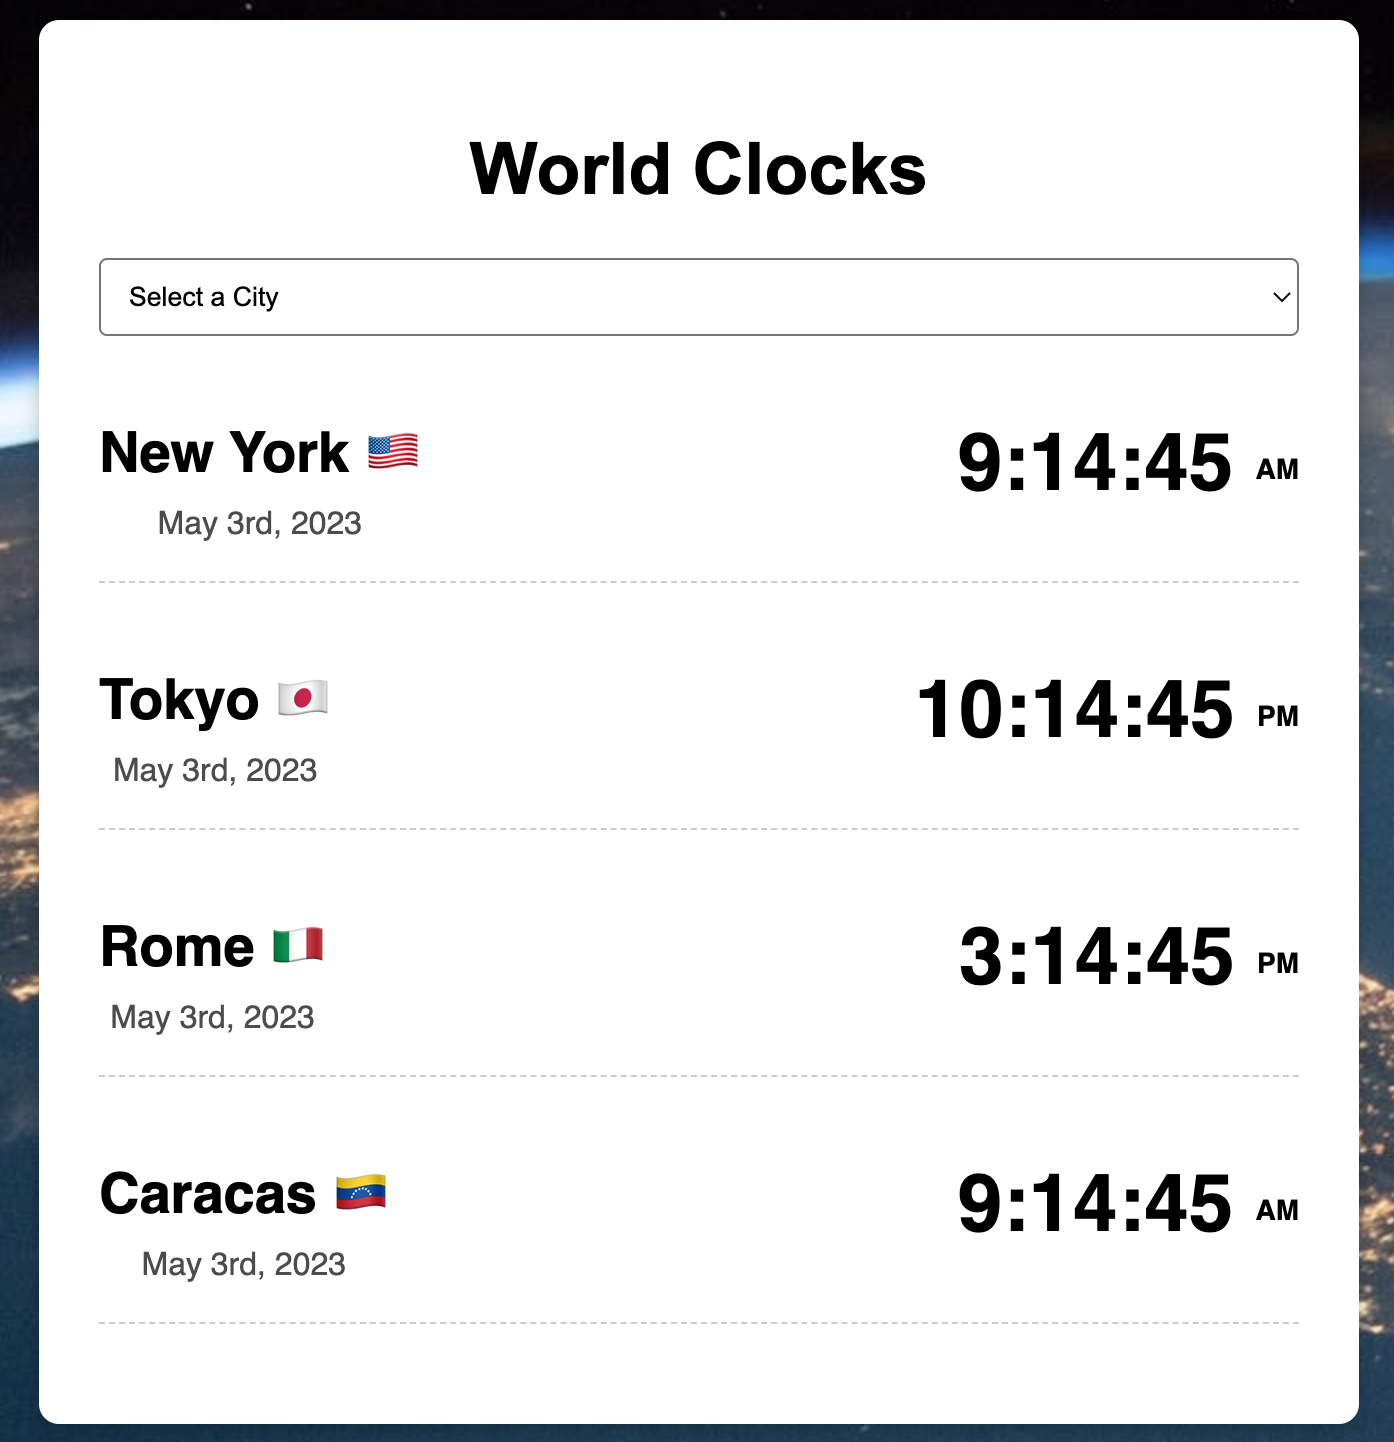 World Clocks
Select a City
New York 🇺🇸 9:14:45 AM
May 3rd, 2023
Tokyo 🇯🇵 10:14:45 PM
May 3rd, 2023
Rome 🇮🇹 3:14:45 PM
May 3rd, 2023
Caracas 🇻🇪 9:14:45 AM
May 3rd, 2023